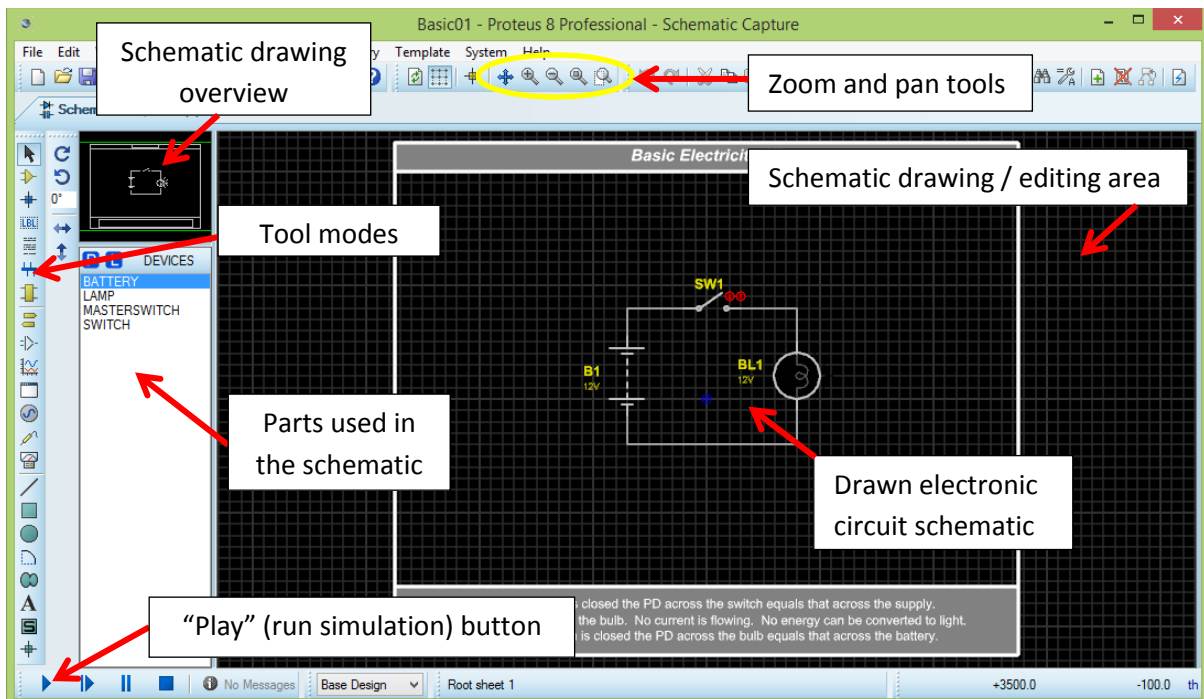 Basic01 - Proteus 8 Professional - Schematic Capture
File Edit Template System Help
Schematic drawing
overview
Zoom and pan tools
Basic
Schematic drawing / editing area
0°
LBL
Tool modes
DEVICES
BATTERY
LAMP
MASTERSWITCH
SWITCH
SW1
B1
12V
BL1
12V
Parts used in
the schematic
Drawn electronic
circuit schematic
A
S
closed the PD across the switch equals that across the supply.
the bulb. No current is flowing. No energy can be converted to light.
is closed the PD across the bulb equals that across the battery.
“Play” (run simulation) button
No Messages
Base Design
Root sheet 1
+3500.0
-100.0
th